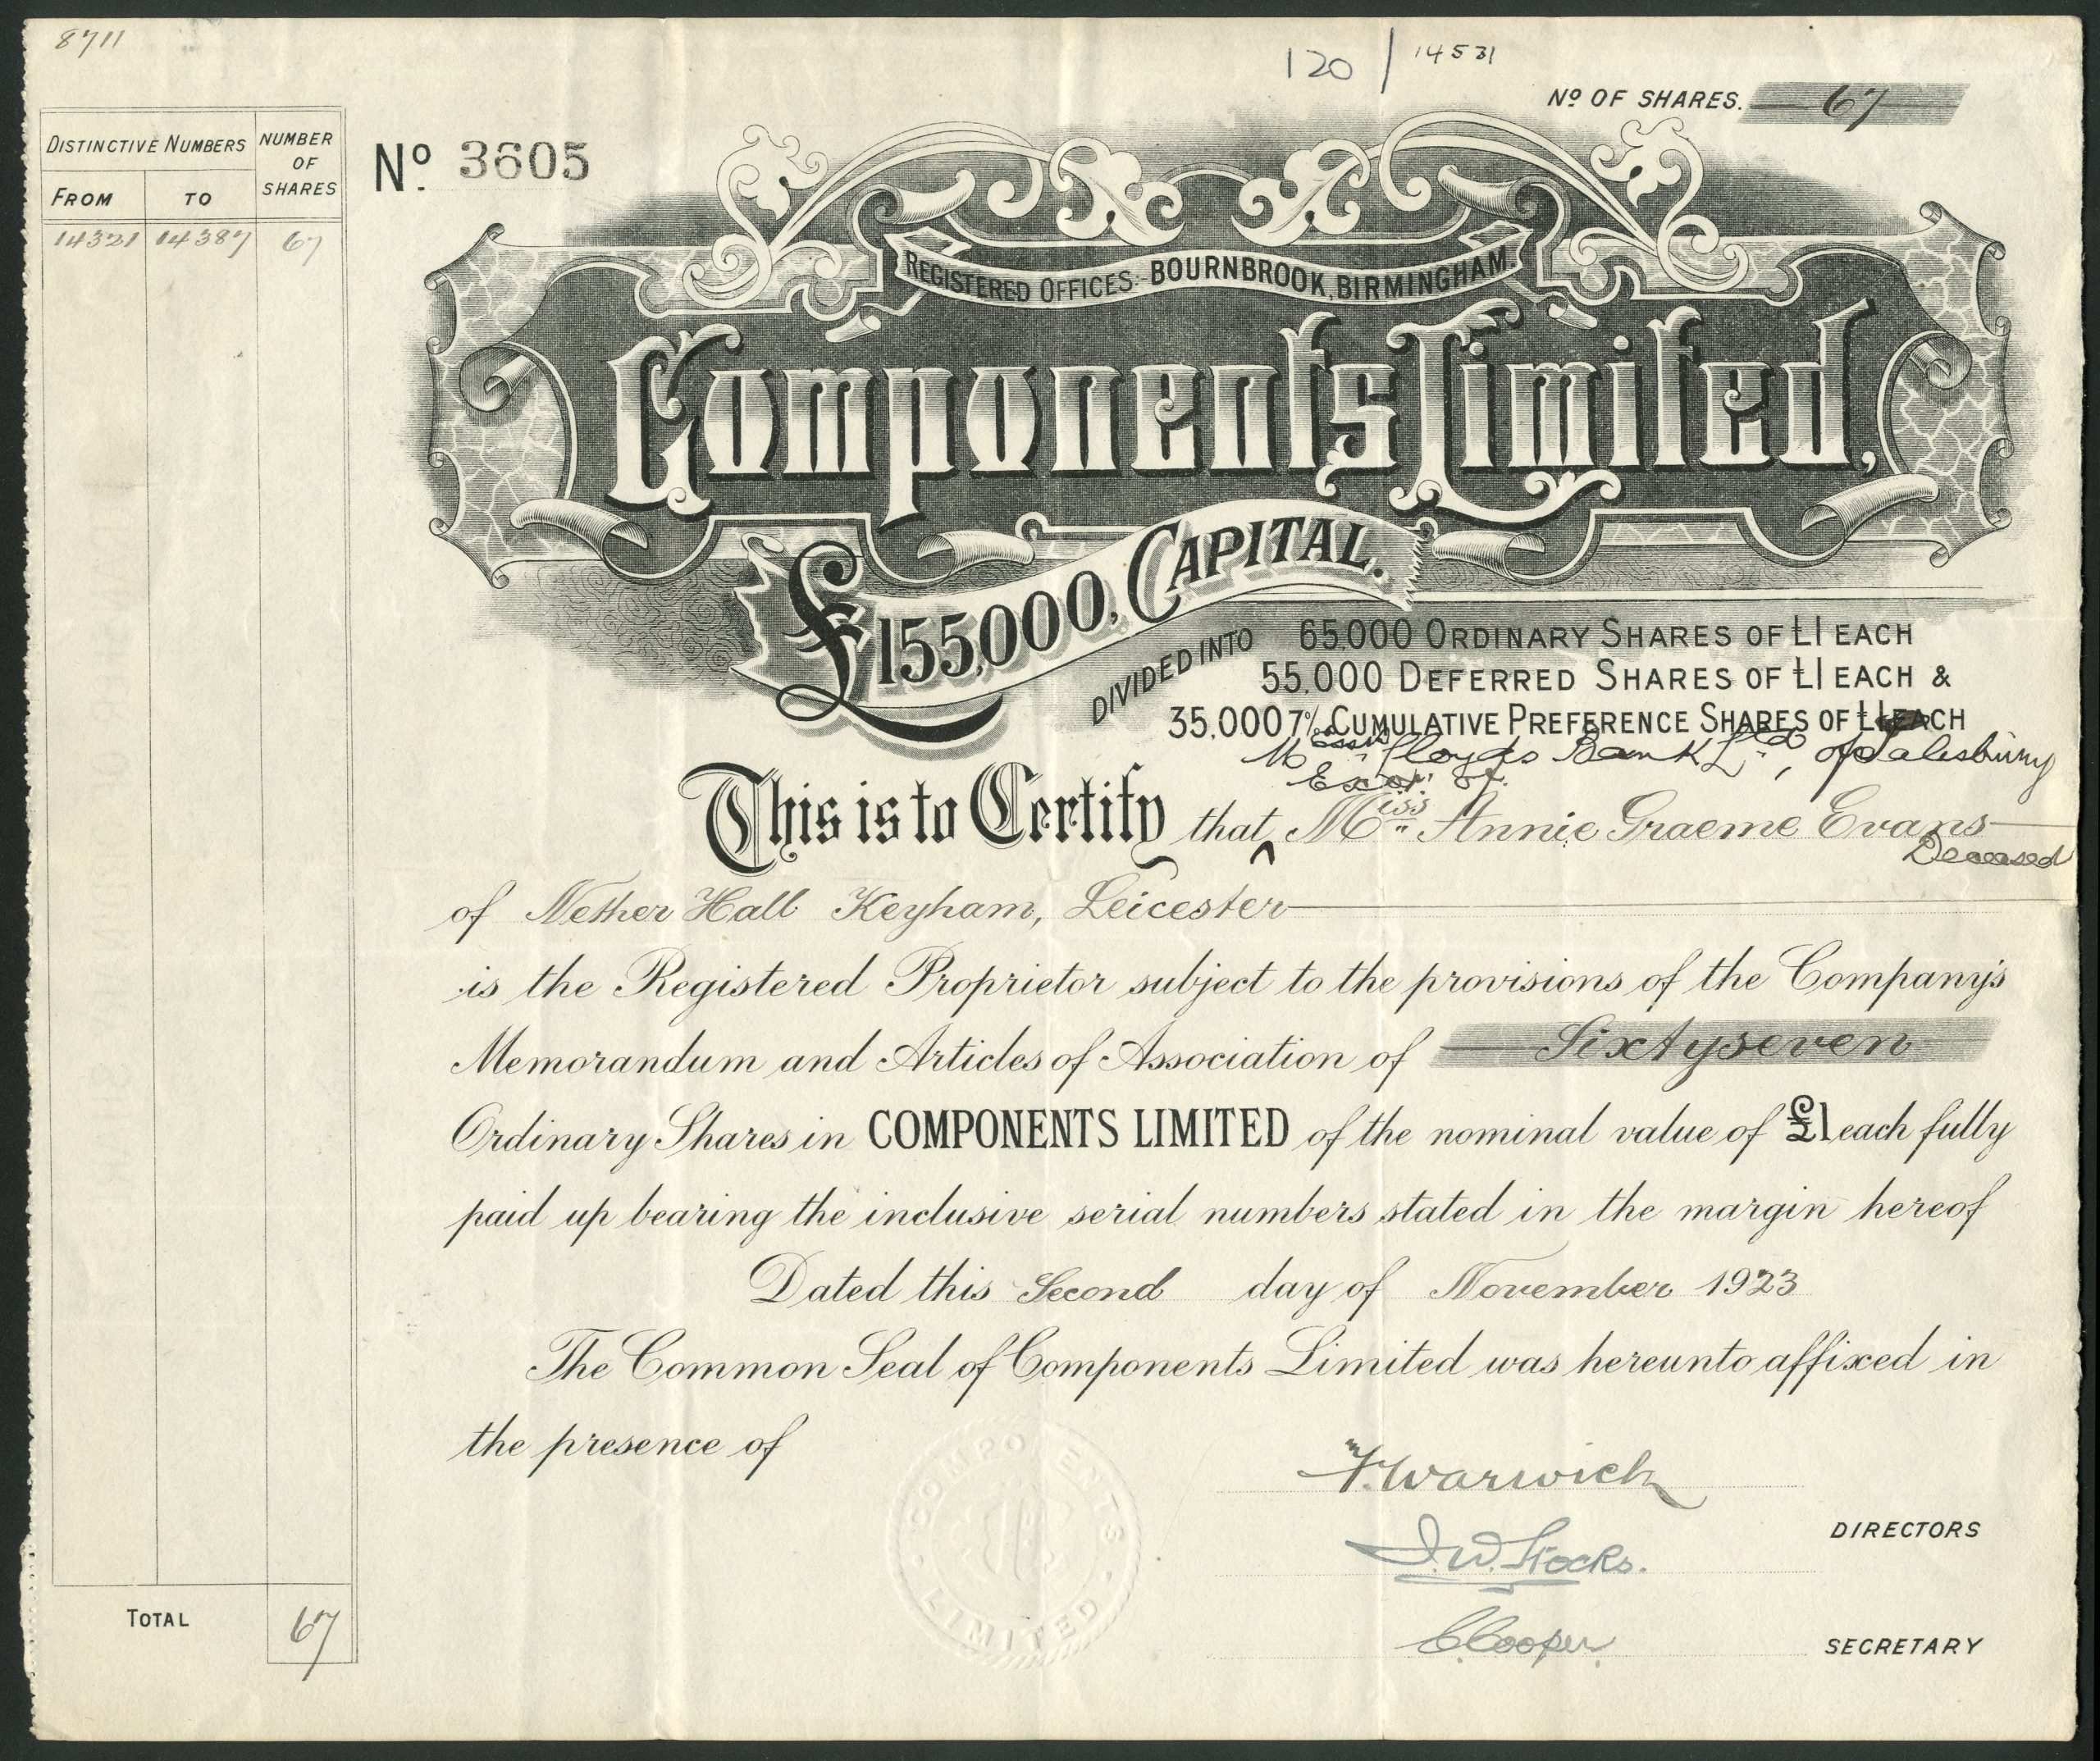 8711
120 / 14531
No OF SHARES. 67
DISTINCTIVE NUMBERS NUMBER OF SHARES
FROM TO
14321 14387 67
No. 3605
REGISTERED OFFICES:- BOURNBROOK, BIRMINGHAM.
Components Limited,
£155,000, CAPITAL.
DIVIDED INTO 65,000 ORDINARY SHARES OF £1 EACH
55,000 DEFERRED SHARES OF £1 EACH &
35,000 7% CUMULATIVE PREFERENCE SHARES OF £1 EACH
Messrs Lloyds Bank Ltd, of Salisbury
Exor of
This is to Certify that Miss Annie Graeme Evans
Deceased
of Nether Hall Keyham, Leicester
is the Registered Proprietor subject to the provisions of the Company's
Memorandum and Articles of Association of Sixtyseven
Ordinary Shares in COMPONENTS LIMITED of the nominal value of £1 each fully
paid up bearing the inclusive serial numbers stated in the margin hereof
Dated this Second day of November 1923
The Common Seal of Components Limited was hereunto affixed in
the presence of
COMPONENTS LIMITED
F. Warwick
DIRECTORS
J.W. Stocks.
TOTAL 67
C. Cooper.
SECRETARY